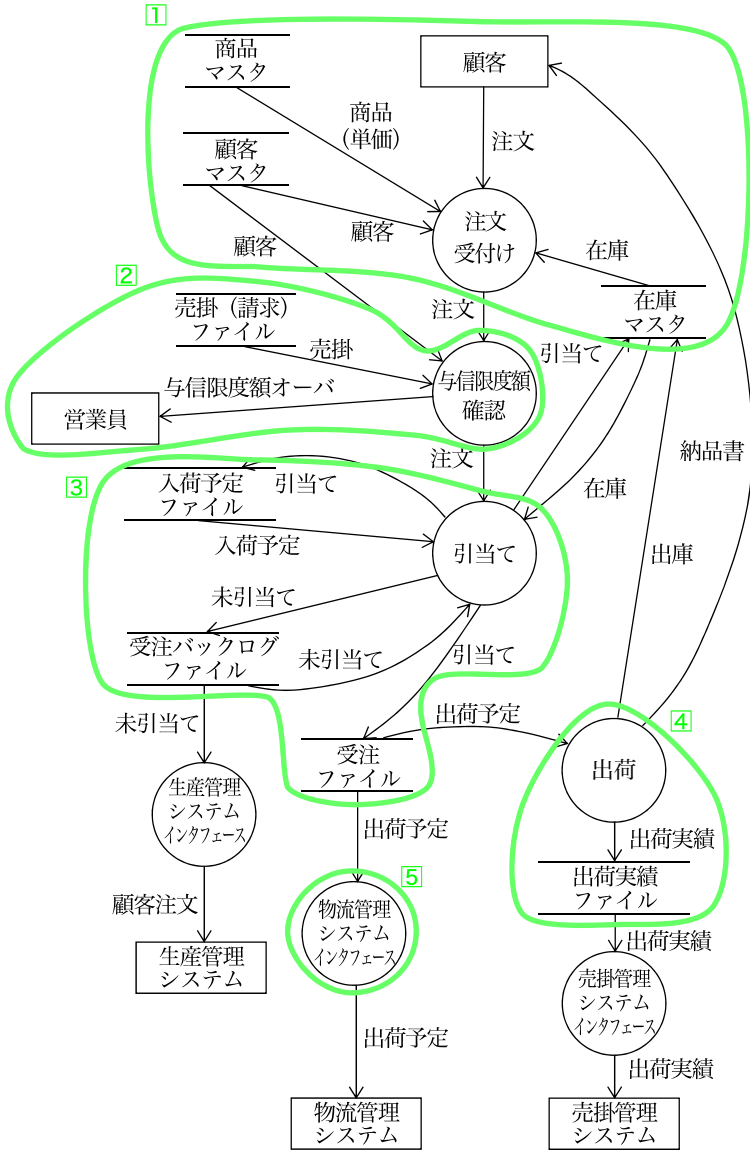 1
商品
マスタ
顧客
商品
(単価)
注文
顧客
マスタ
注文
受付け
顧客
顧客
在庫
2
在庫
マスタ
注文
売掛（請求）
ファイル
売掛
引当て
与信限度額
確認
与信限度額オーバ
営業員
納品書
注文
3
入荷予定
ファイル
引当て
在庫
入荷予定
引当て
出庫
未引当て
受注バックログ
ファイル
未引当て
引当て
出荷予定
4
未引当て
受注
ファイル
出荷
生産管理
システム
インタフェース
出荷予定
出荷実績
5
出荷実績
ファイル
顧客注文
物流管理
システム
インタフェース
出荷実績
生産管理
システム
売掛管理
システム
インタフェース
出荷予定
出荷実績
物流管理
システム
売掛管理
システム